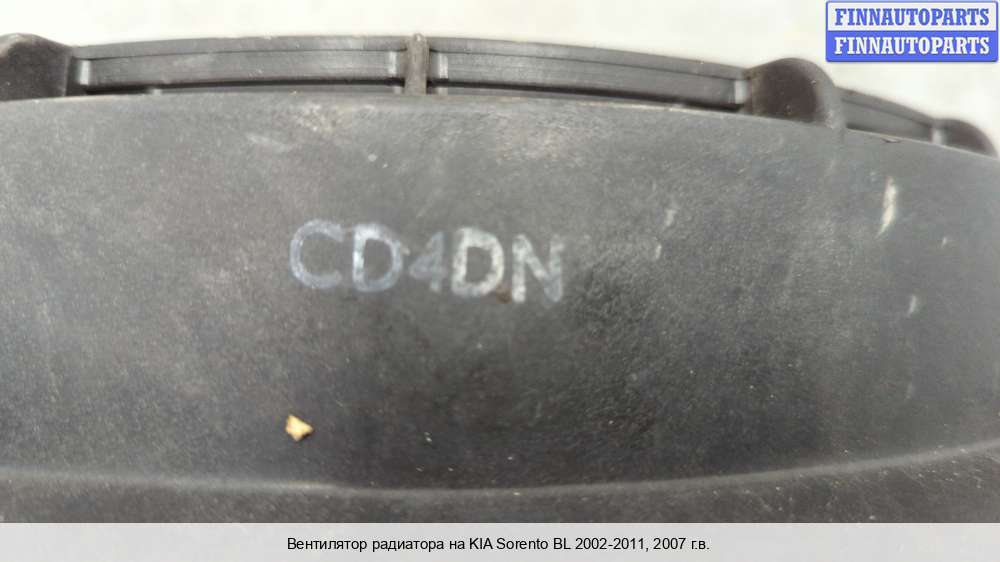 FINNAUTOPARTS
FINNAUTOPARTS
CD4DN
Вентилятор радиатора на KIA Sorento BL 2002-2011, 2007 г.в.